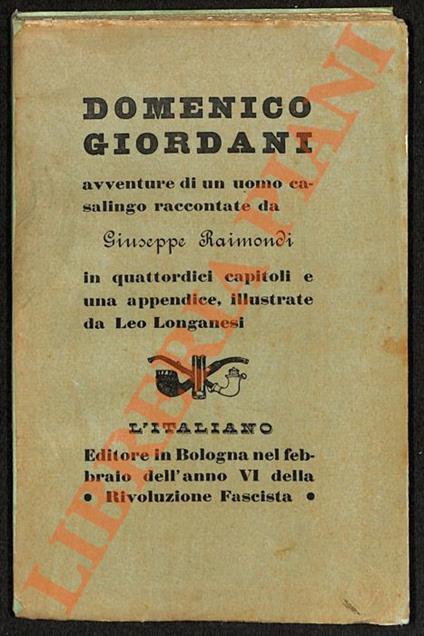 DOMENICO
GIORDANI
avventure di un uomo ca-
salingo raccontate da
Giuseppe Raimondi
in quattordici capitoli e
una appendice, illustrate
da Leo Longanesi
L'ITALIANO
Editore in Bologna nel feb-
braio dell'anno VI della
• Rivoluzione Fascista •
LIBRERIA PIANI